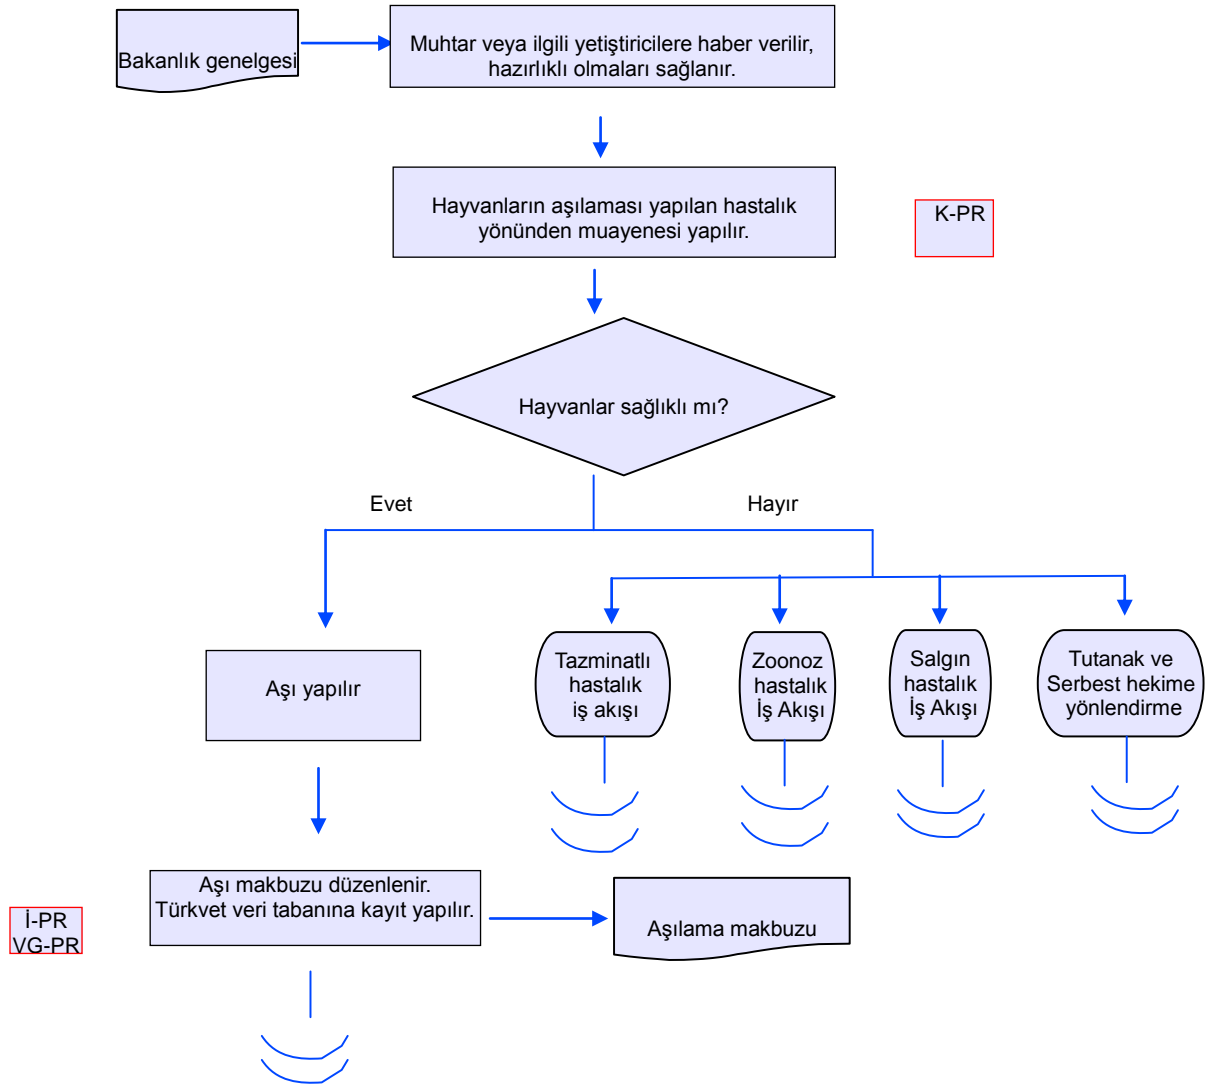 Bakanlık genelgesi
Muhtar veya ilgili yetiştiricilere haber verilir,
hazırlıklı olmaları sağlanır.
Hayvanların aşılaması yapılan hastalık
yönünden muayenesi yapılır.
K-PR
Hayvanlar sağlıklı mı?
Evet
Hayır
Aşı yapılır
Tazminatlı
hastalık
iş akışı
Zoonoz
hastalık
İş Akışı
Salgın
hastalık
İş Akışı
Tutanak ve
Serbest hekime
yönlendirme
Aşı makbuzu düzenlenir.
Türkvet veri tabanına kayıt yapılır.
Aşılama makbuzu
İ-PR
VG-PR